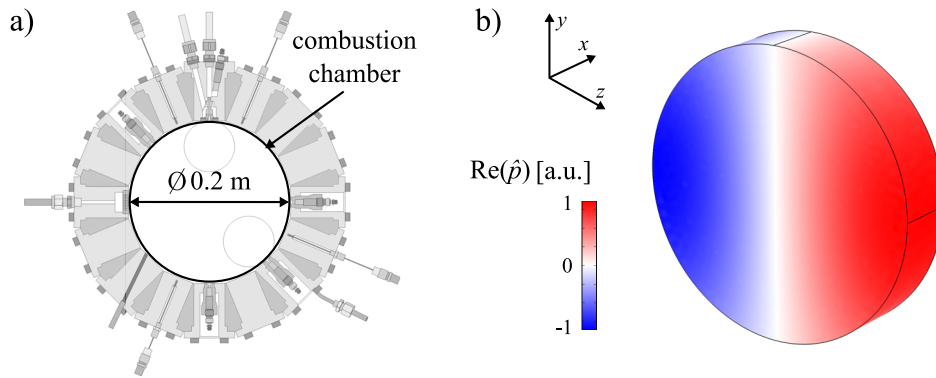 a)
combustion
chamber
Ø 0.2 m
b)
y
x
z
Re(p̂) [a.u.]
1
0
-1